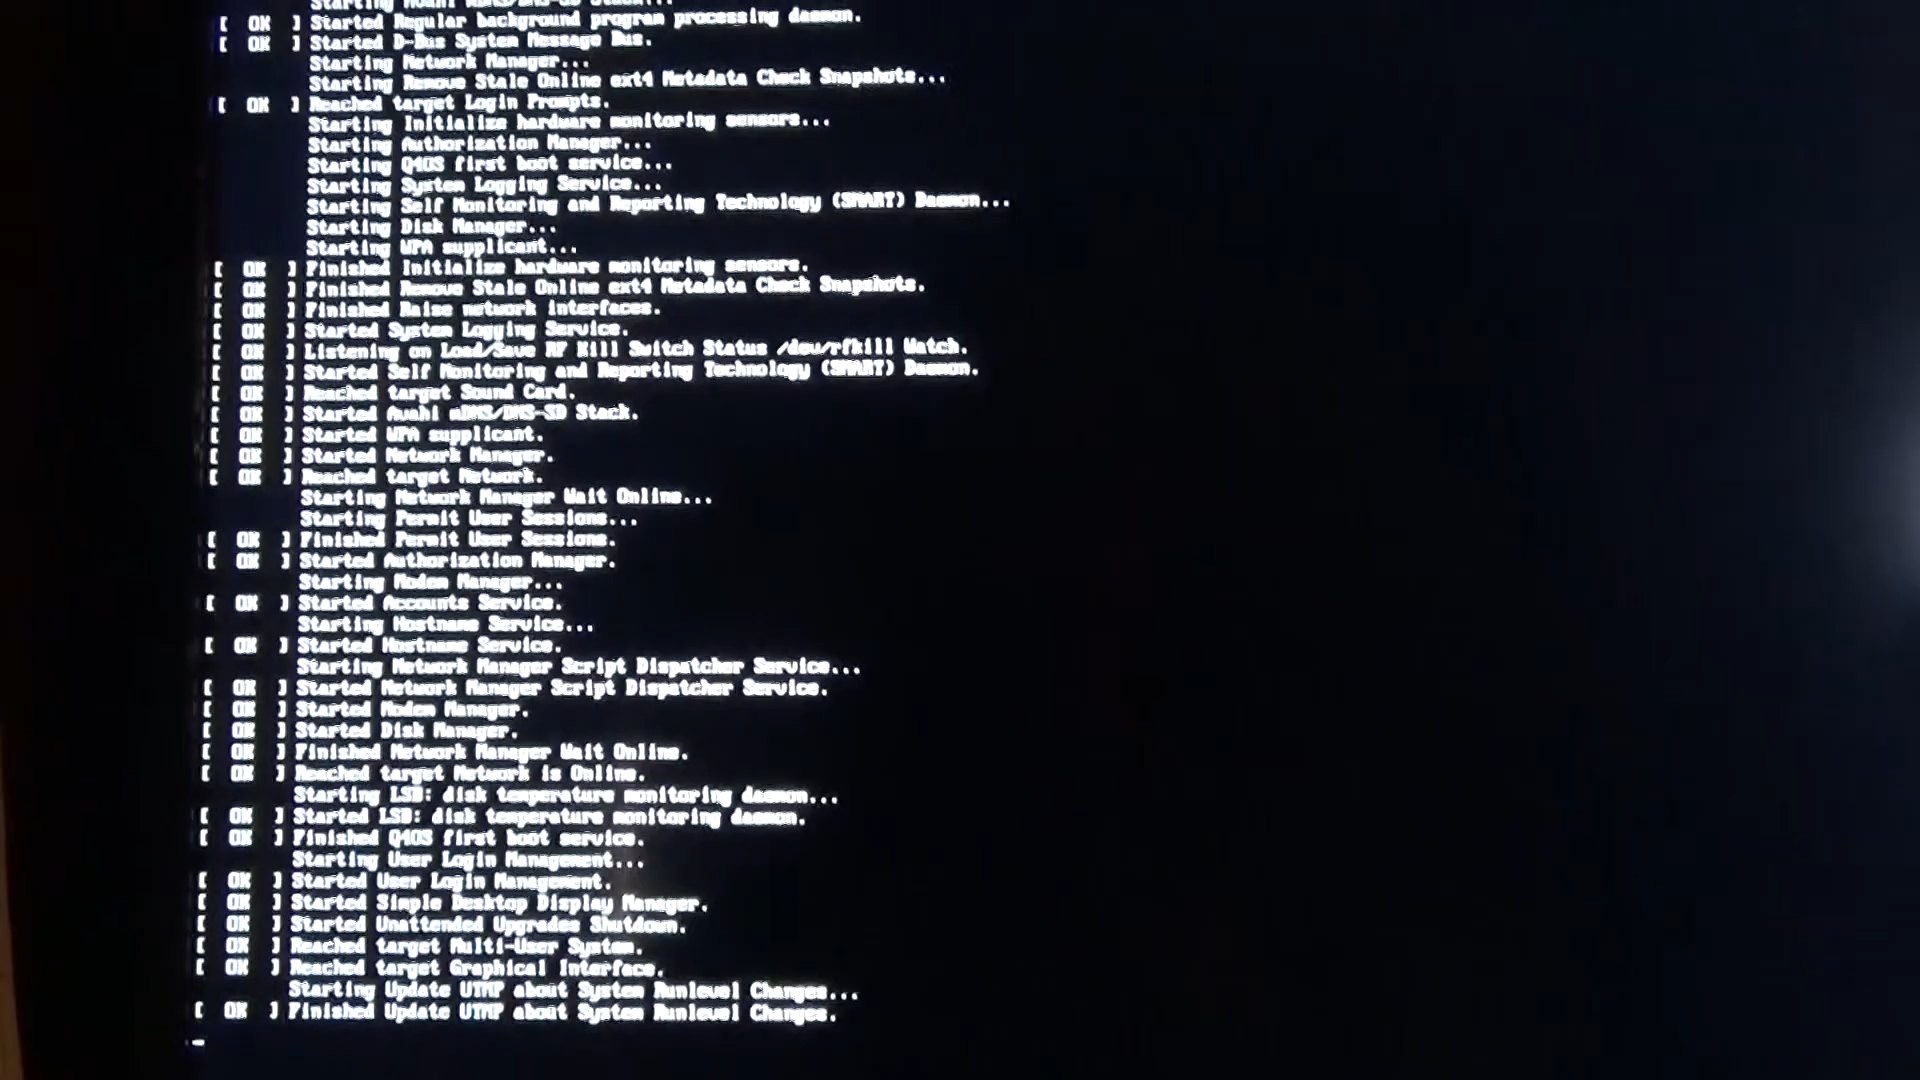 Starting Avahi mDNS/DNS-SD Stack...
[  OK  ] Started Regular background program processing daemon.
[  OK  ] Started D-Bus System Message Bus.
Starting Network Manager...
Starting Remove Stale Online ext4 Metadata Check Snapshots...
[  OK  ] Reached target Login Prompts.
Starting Initialize hardware monitoring sensors...
Starting Authorization Manager...
Starting Q4OS first boot service...
Starting System Logging Service...
Starting Self Monitoring and Reporting Technology (SMART) Daemon...
Starting Disk Manager...
Starting WPA supplicant...
[  OK  ] Finished Initialize hardware monitoring sensors.
[  OK  ] Finished Remove Stale Online ext4 Metadata Check Snapshots.
[  OK  ] Finished Raise network interfaces.
[  OK  ] Started System Logging Service.
[  OK  ] Listening on Load/Save RF Kill Switch Status /dev/rfkill Watch.
[  OK  ] Started Self Monitoring and Reporting Technology (SMART) Daemon.
[  OK  ] Reached target Sound Card.
[  OK  ] Started Avahi mDNS/DNS-SD Stack.
[  OK  ] Started WPA supplicant.
[  OK  ] Started Network Manager.
[  OK  ] Reached target Network.
Starting Network Manager Wait Online...
Starting Permit User Sessions...
[  OK  ] Finished Permit User Sessions.
[  OK  ] Started Authorization Manager.
Starting Modem Manager...
[  OK  ] Started Accounts Service.
Starting Hostname Service...
[  OK  ] Started Hostname Service.
Starting Network Manager Script Dispatcher Service...
[  OK  ] Started Network Manager Script Dispatcher Service.
[  OK  ] Started Modem Manager.
[  OK  ] Started Disk Manager.
[  OK  ] Finished Network Manager Wait Online.
[  OK  ] Reached target Network is Online.
Starting LSB: disk temperature monitoring daemon...
[  OK  ] Started LSB: disk temperature monitoring daemon.
[  OK  ] Finished Q4OS first boot service.
Starting User Login Management...
[  OK  ] Started User Login Management.
[  OK  ] Started Simple Desktop Display Manager.
[  OK  ] Started Unattended Upgrades Shutdown.
[  OK  ] Reached target Multi-User System.
[  OK  ] Reached target Graphical Interface.
Starting Update UTMP about System Runlevel Changes...
[  OK  ] Finished Update UTMP about System Runlevel Changes.